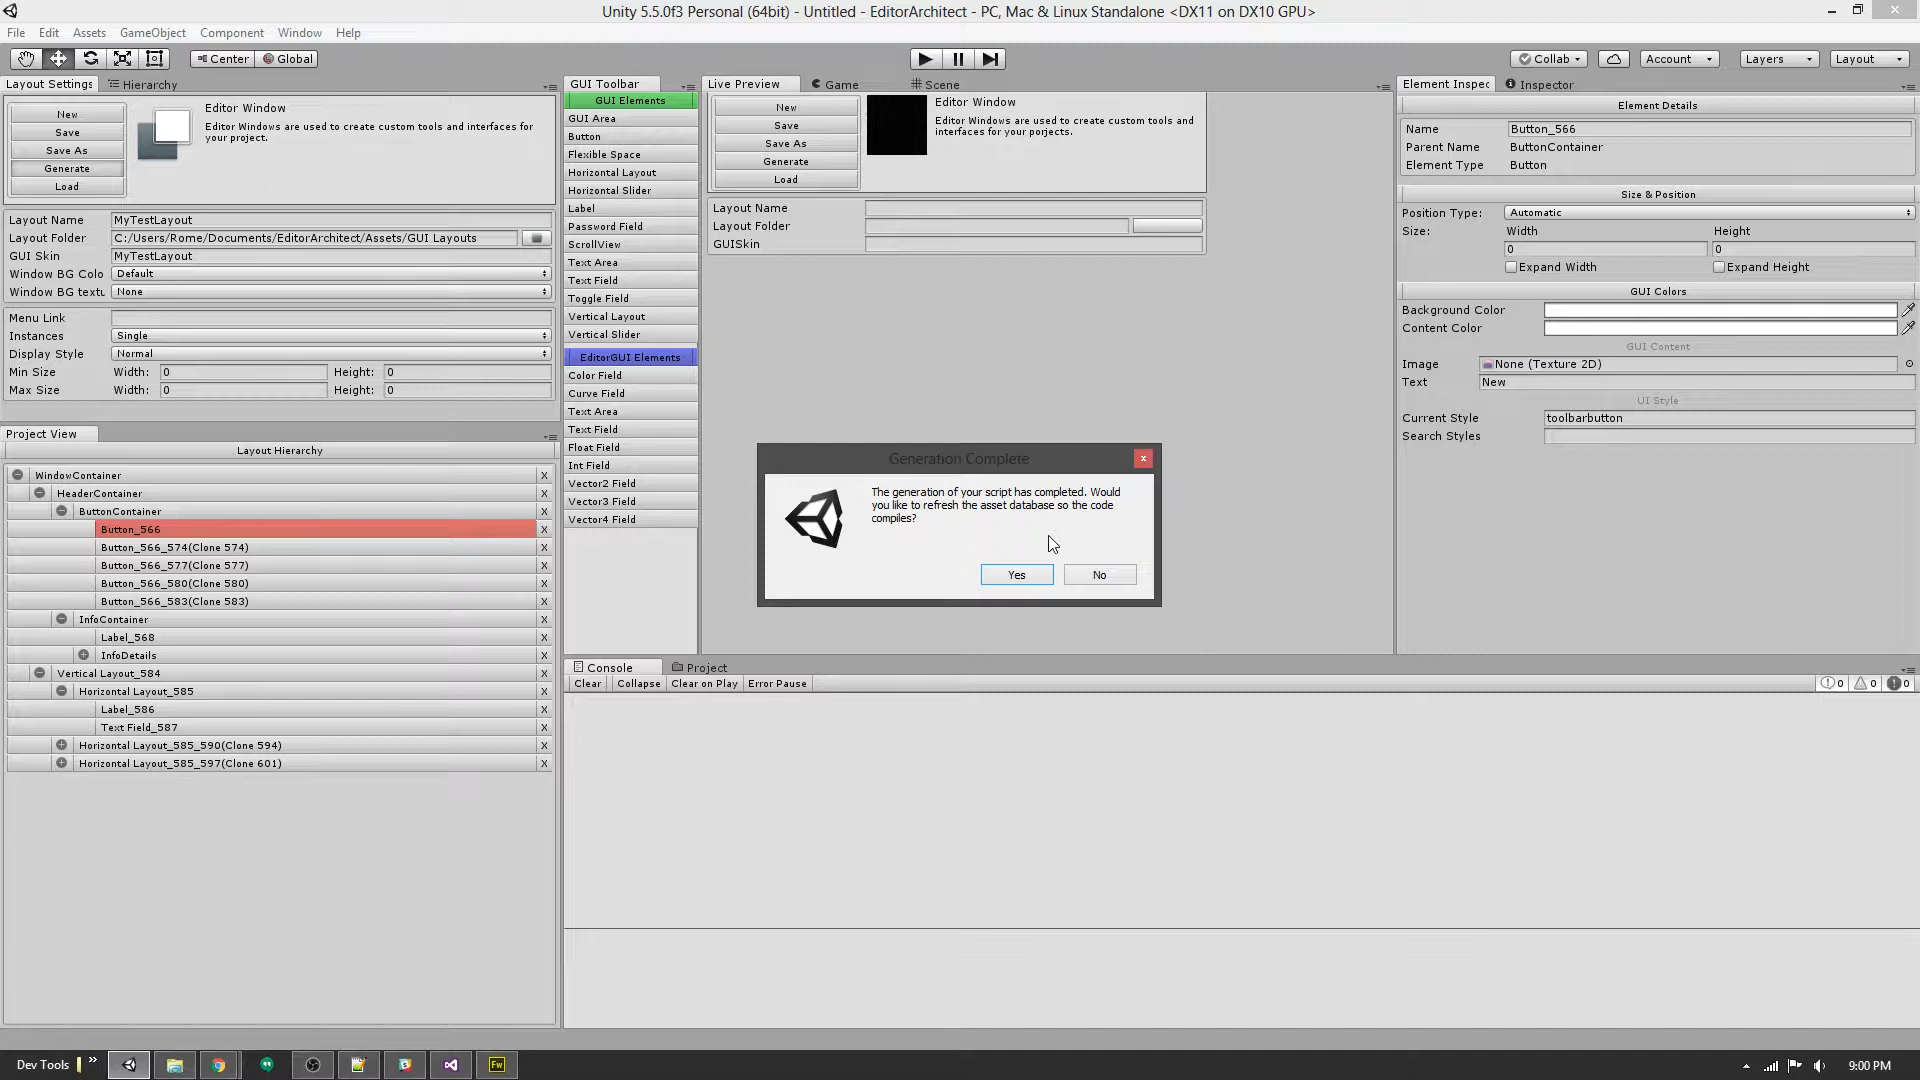 Unity 5.5.0f3 Personal (64bit) - Untitled - EditorArchitect - PC, Mac & Linux Standalone <DX11 on DX10 GPU>
File Edit Assets GameObject Component Window Help
Center Global Collab Account Layers Layout
Layout Settings Hierarchy
New
Save
Save As
Generate
Load
Editor Window
Editor Windows are used to create custom tools and interfaces for
your project.
Layout Name MyTestLayout
Layout Folder C:/Users/Rome/Documents/EditorArchitect/Assets/GUI Layouts
GUI Skin MyTestLayout
Window BG Colo Default
Window BG textu None
Menu Link
Instances Single
Display Style Normal
Min Size Width: 0 Height: 0
Max Size Width: 0 Height: 0
Project View
Layout Hierarchy
WindowContainer X
HeaderContainer X
ButtonContainer X
Button_566 X
Button_566_574(Clone 574) X
Button_566_577(Clone 577) X
Button_566_580(Clone 580) X
Button_566_583(Clone 583) X
InfoContainer X
Label_568 X
InfoDetails X
Vertical Layout_584 X
Horizontal Layout_585 X
Label_586 X
Text Field_587 X
Horizontal Layout_585_590(Clone 594) X
Horizontal Layout_585_597(Clone 601) X
GUI Toolbar
GUI Elements
GUI Area
Button
Flexible Space
Horizontal Layout
Horizontal Slider
Label
Password Field
ScrollView
Text Area
Text Field
Toggle Field
Vertical Layout
Vertical Slider
EditorGUI Elements
Color Field
Curve Field
Text Area
Text Field
Float Field
Int Field
Vector2 Field
Vector3 Field
Vector4 Field
Live Preview Game Scene
New
Save
Save As
Generate
Load
Editor Window
Editor Windows are used to create custom tools and
interfaces for your porjects.
Layout Name
Layout Folder
GUISkin
Generation Complete x
The generation of your script has completed. Would
you like to refresh the asset database so the code
compiles?
Yes No
Console Project
Clear Collapse Clear on Play Error Pause 0 0 0
Element Inspec Inspector
Element Details
Name Button_566
Parent Name ButtonContainer
Element Type Button
Size & Position
Position Type: Automatic
Size: Width Height
0 0
Expand Width Expand Height
GUI Colors
Background Color
Content Color
GUI Content
Image None (Texture 2D)
Text New
UI Style
Current Style toolbarbutton
Search Styles
Dev Tools » Fw 9:00 PM